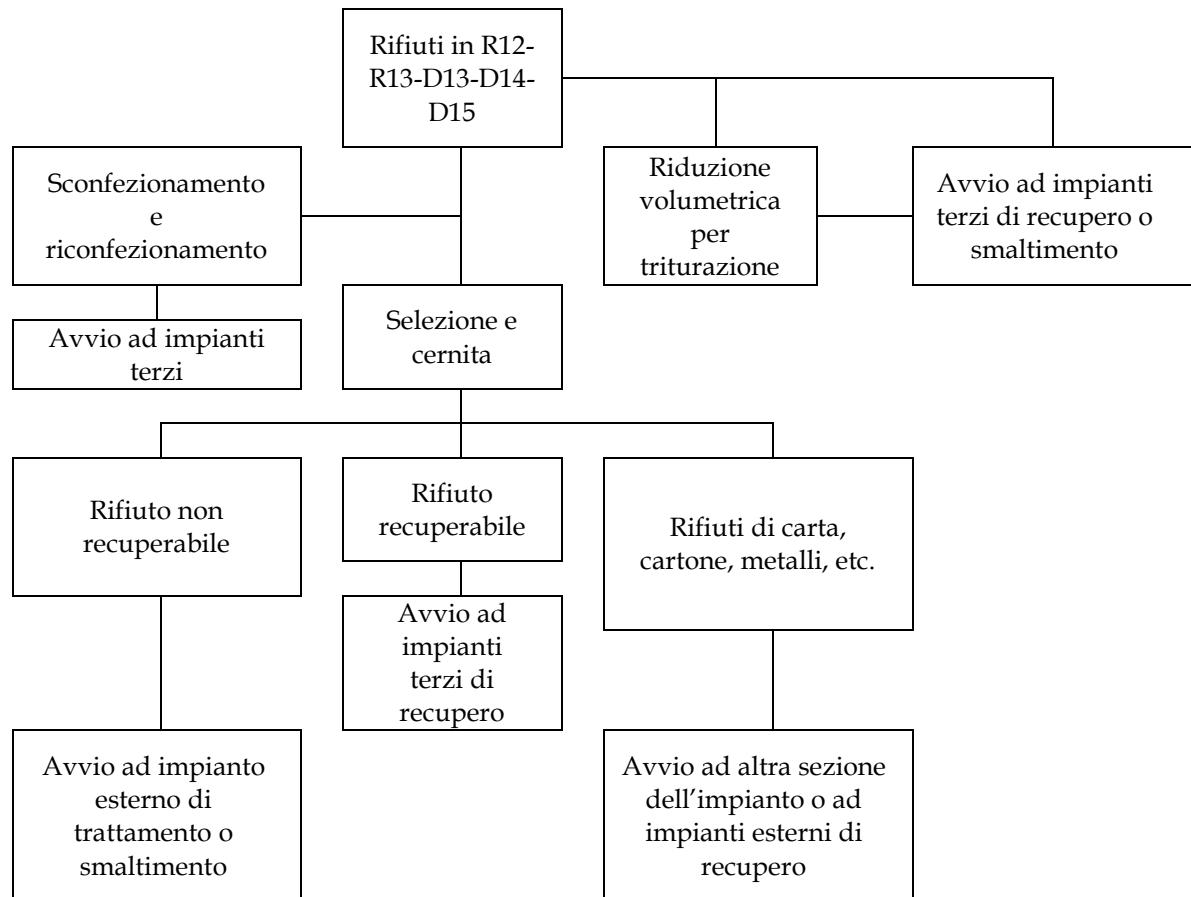 Rifiuti in R12-
R13-D13-D14-
D15
Sconfezionamento
e
riconfezionamento
Riduzione
volumetrica
per
triturazione
Avvio ad impianti
terzi di recupero o
smaltimento
Avvio ad impianti
terzi
Selezione e
cernita
Rifiuto non
recuperabile
Rifiuto
recuperabile
Rifiuti di carta,
cartone, metalli, etc.
Avvio ad
impianti
terzi di
recupero
Avvio ad impianto
esterno di
trattamento o
smaltimento
Avvio ad altra sezione
dell’impianto o ad
impianti esterni di
recupero